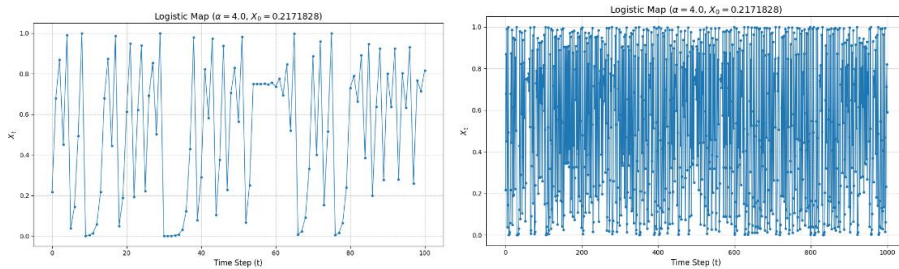 Logistic Map (α = 4.0, X₀ = 0.2171828)
1.0
0.8
0.6
0.4
0.2
0.0
Xₜ
0 20 40 60 80 100
Time Step (t)
Logistic Map (α = 4.0, X₀ = 0.2171828)
1.0
0.8
0.6
0.4
0.2
0.0
Xₜ
0 200 400 600 800 1000
Time Step (t)